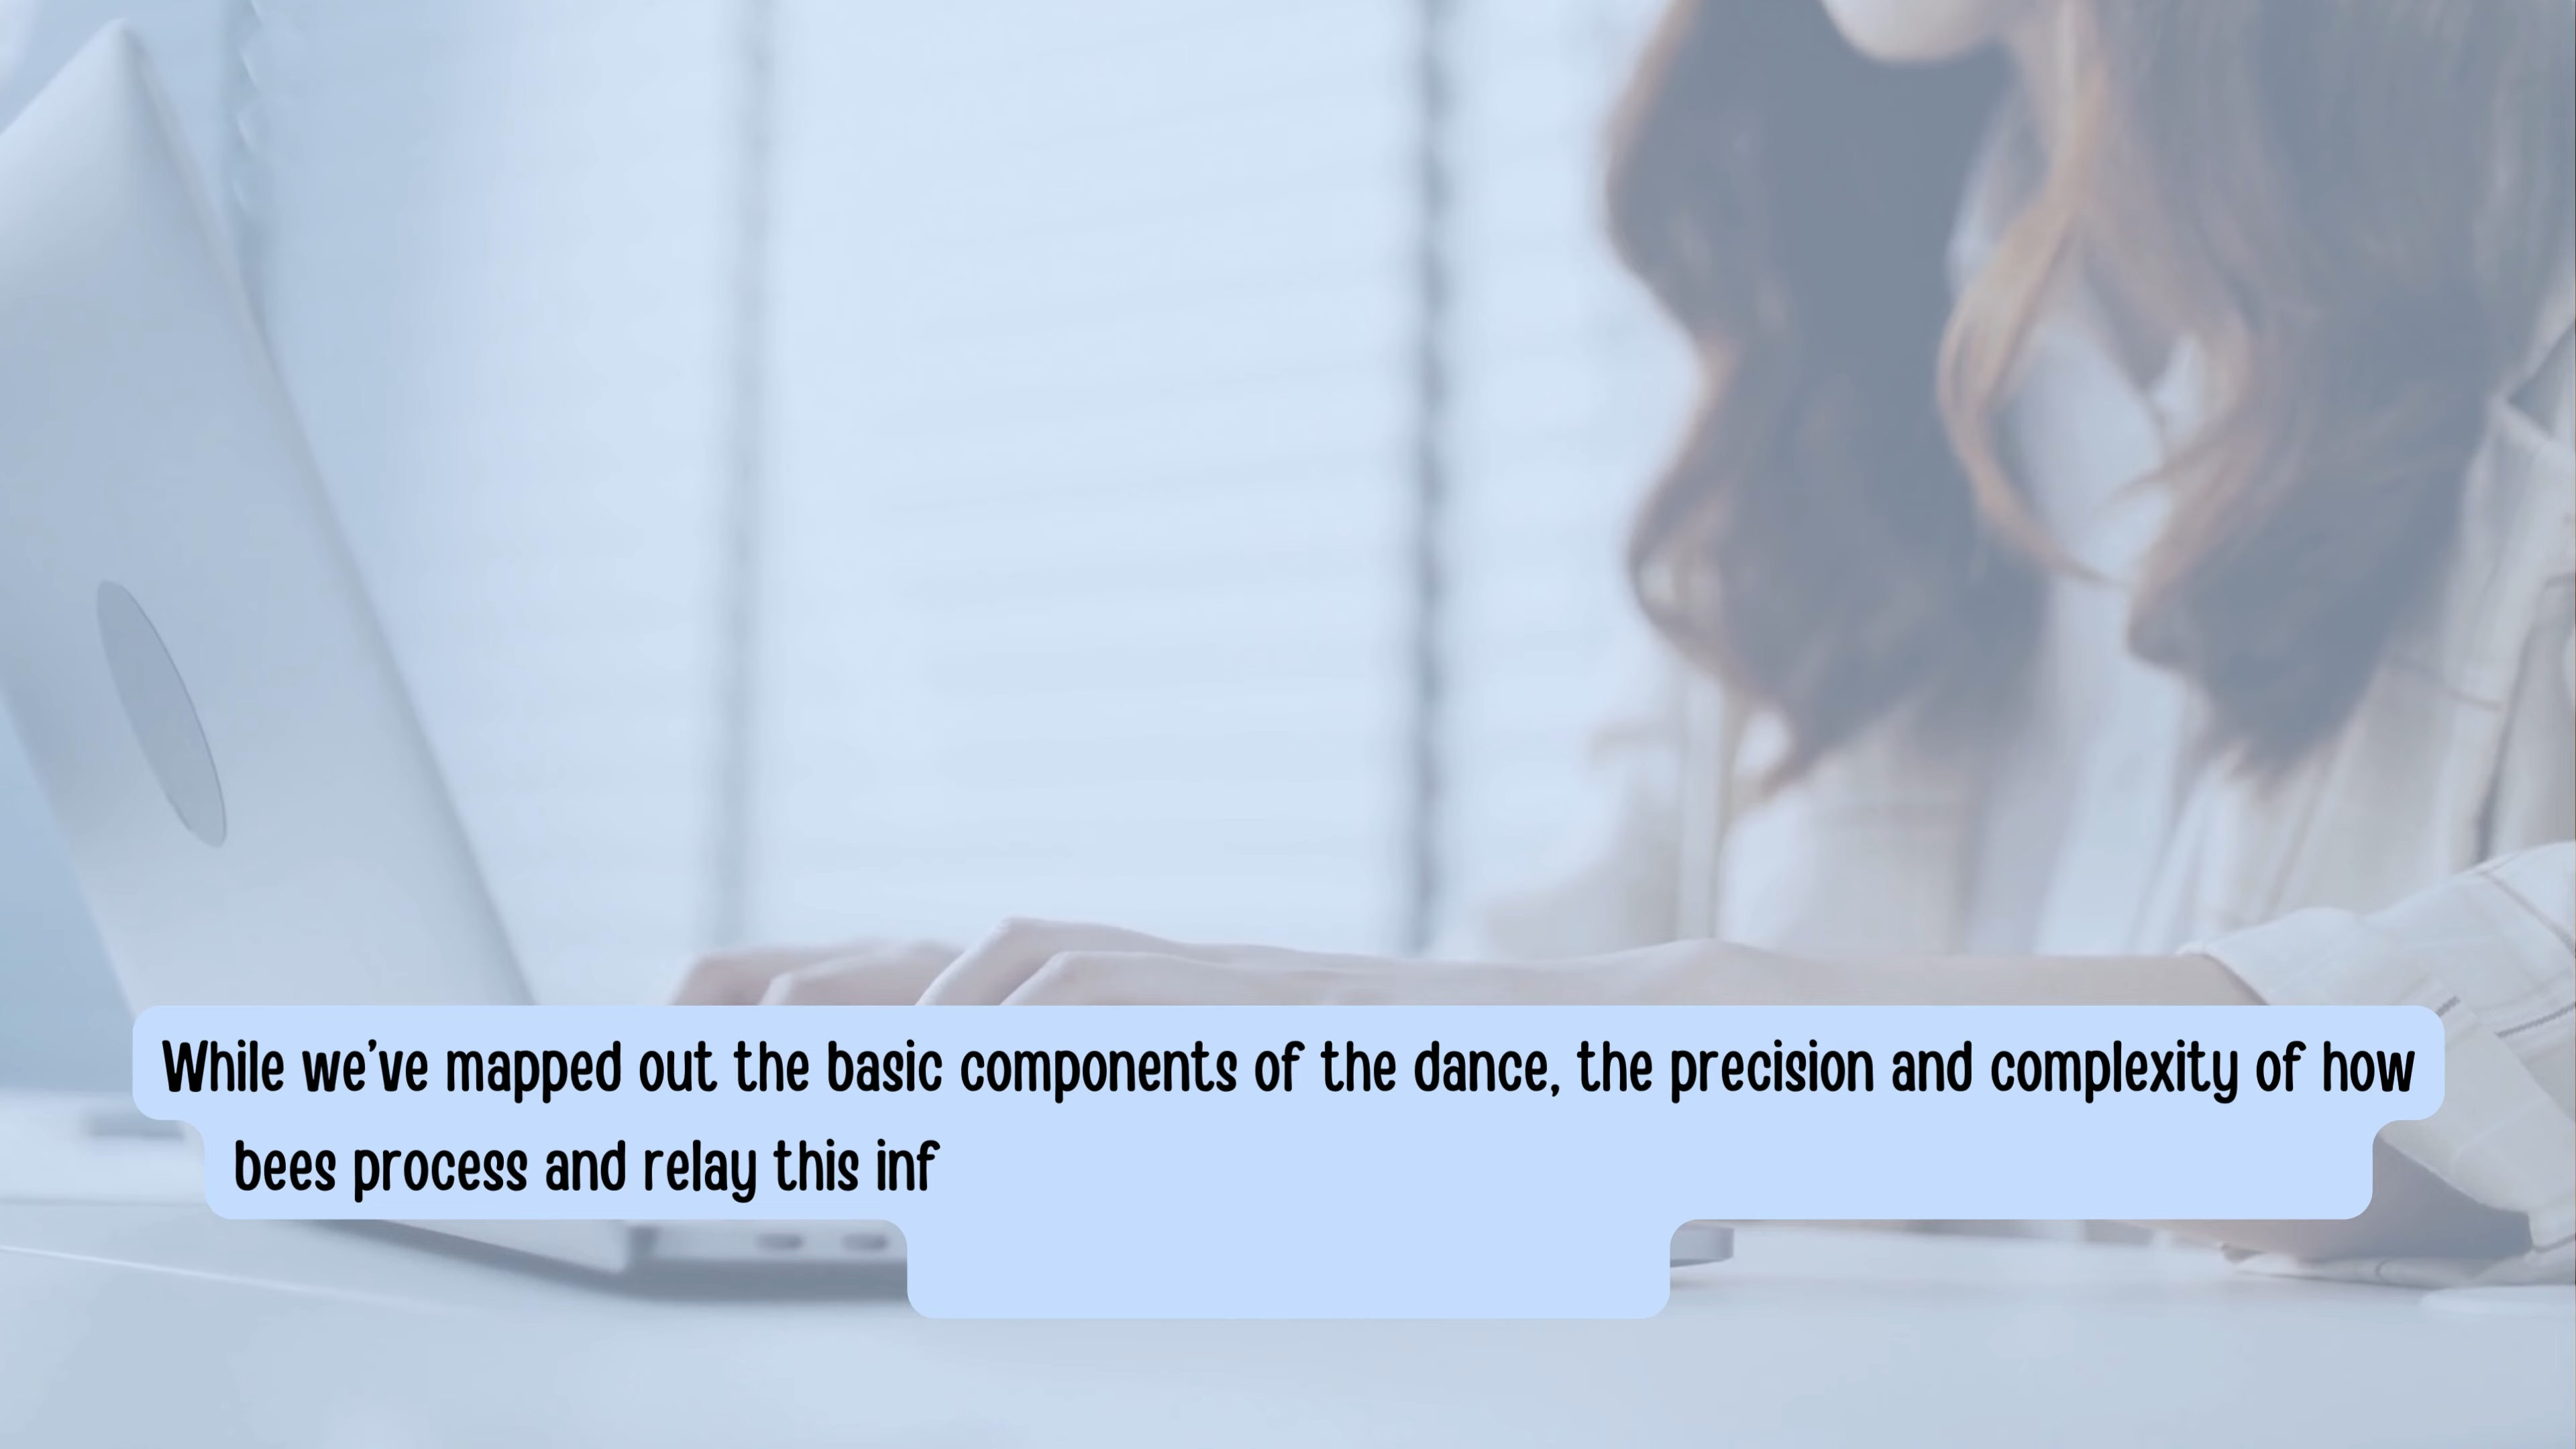 While we've mapped out the basic components of the dance, the precision and complexity of how
bees process and relay this inf